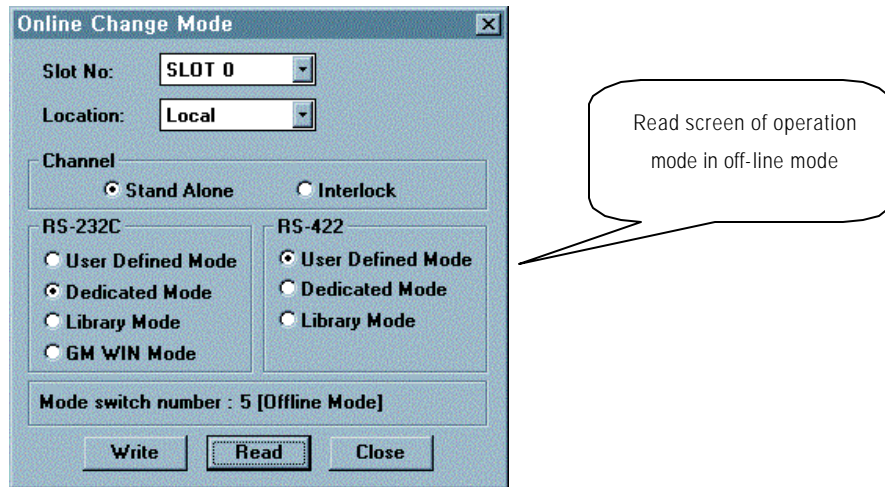 Online Change Mode
Slot No: SLOT 0
Location: Local
Channel
Stand Alone Interlock
RS-232C
User Defined Mode
Dedicated Mode
Library Mode
GM WIN Mode
RS-422
User Defined Mode
Dedicated Mode
Library Mode
Mode switch number : 5 [Offline Mode]
Write Read Close
Read screen of operation
mode in off-line mode